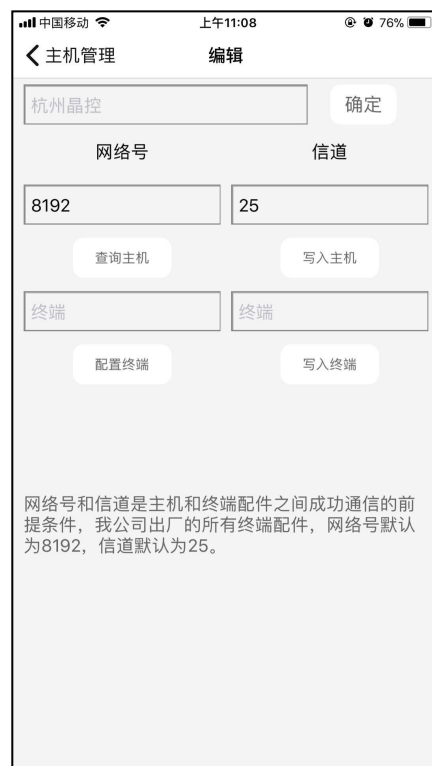 中国移动 上午11:08 76%
主机管理 编辑
杭州晶控 确定
网络号 信道
8192 25
查询主机 写入主机
终端 终端
配置终端 写入终端
网络号和信道是主机和终端配件之间成功通信的前
提条件，我公司出厂的所有终端配件，网络号默认
为8192，信道默认为25。